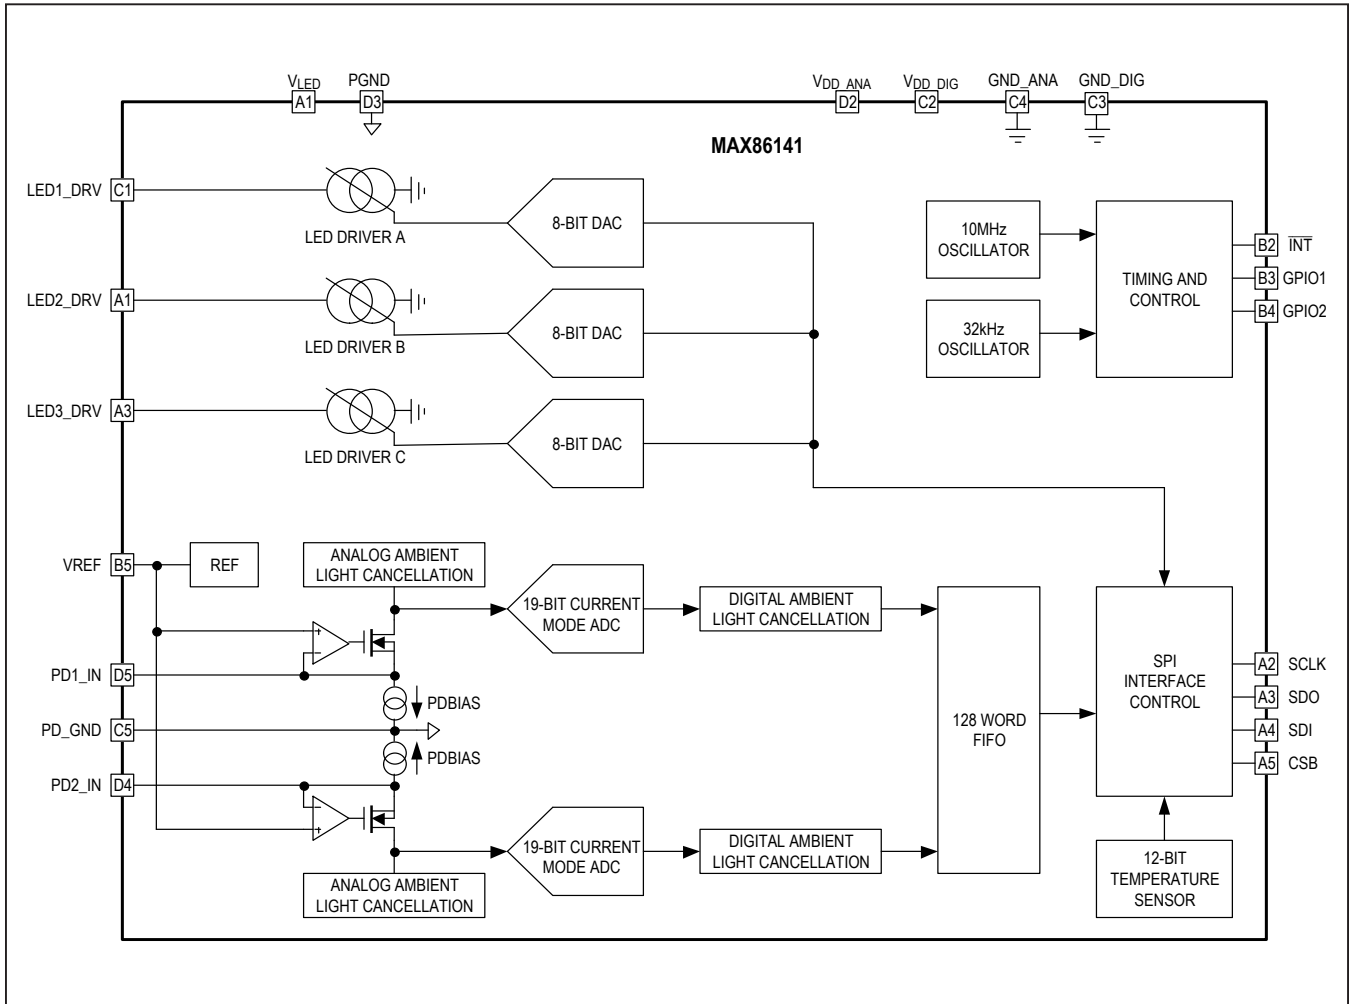 VLED PGND VDD_ANA VDD_DIG GND_ANA GND_DIG
A1 D3 D2 C2 C4 C3
MAX86141
LED1_DRV C1
LED DRIVER A
8-BIT DAC
LED2_DRV A1
LED DRIVER B
8-BIT DAC
LED3_DRV A3
LED DRIVER C
8-BIT DAC
10MHz
OSCILLATOR
32kHz
OSCILLATOR
TIMING AND
CONTROL
B2 INT
B3 GPIO1
B4 GPIO2
VREF B5
REF
ANALOG AMBIENT
LIGHT CANCELLATION
19-BIT CURRENT
MODE ADC
DIGITAL AMBIENT
LIGHT CANCELLATION
+
−
PD1_IN D5
PDBIAS
PD_GND C5
PDBIAS
PD2_IN D4
−
+
19-BIT CURRENT
MODE ADC
DIGITAL AMBIENT
LIGHT CANCELLATION
ANALOG AMBIENT
LIGHT CANCELLATION
128 WORD
FIFO
SPI
INTERFACE
CONTROL
A2 SCLK
A3 SDO
A4 SDI
A5 CSB
12-BIT
TEMPERATURE
SENSOR